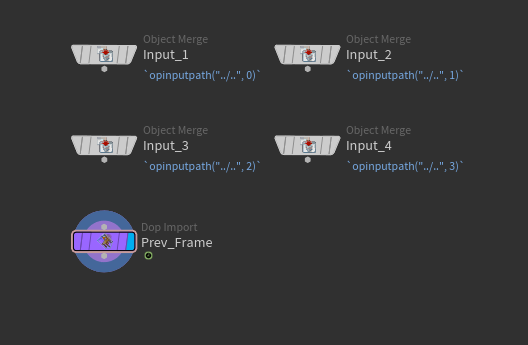 Object Merge
Input_1
`opinputpath("../..", 0)`
Object Merge
Input_2
`opinputpath("../..", 1)`
Object Merge
Input_3
`opinputpath("../..", 2)`
Object Merge
Input_4
`opinputpath("../..", 3)`
Dop Import
Prev_Frame